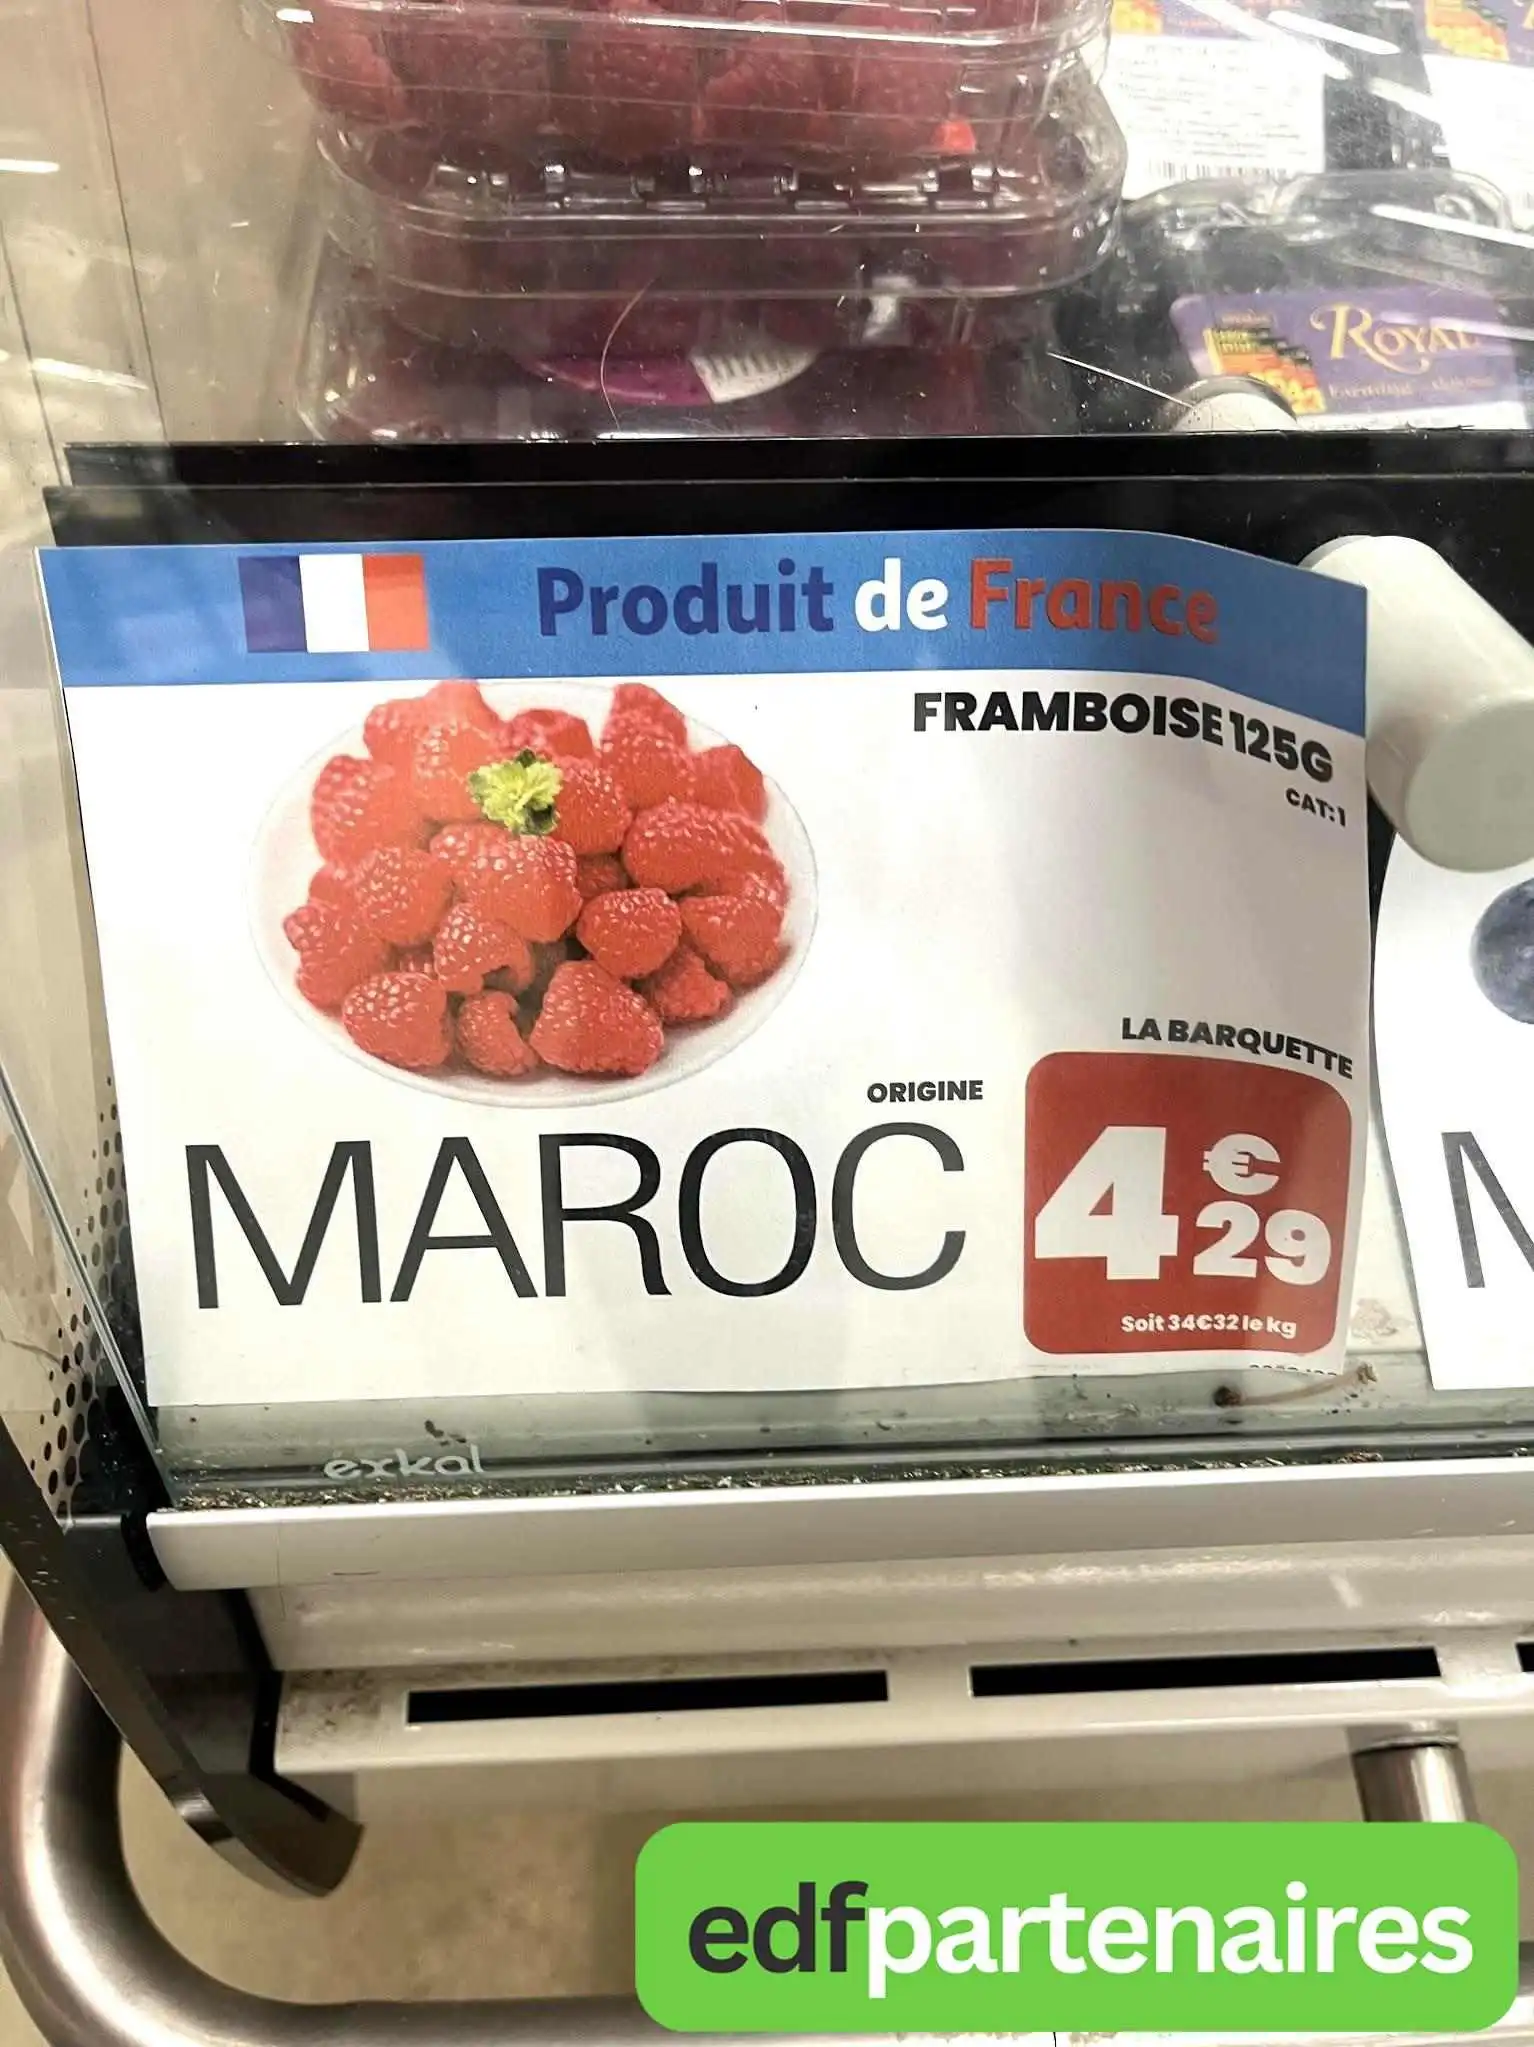 ROYAL
Produit de France
FRAMBOISE 125G
CAT:1
LA BARQUETTE
ORIGINE
MAROC
4€29
Soit 34€32 le kg
exkal
edfpartenaires